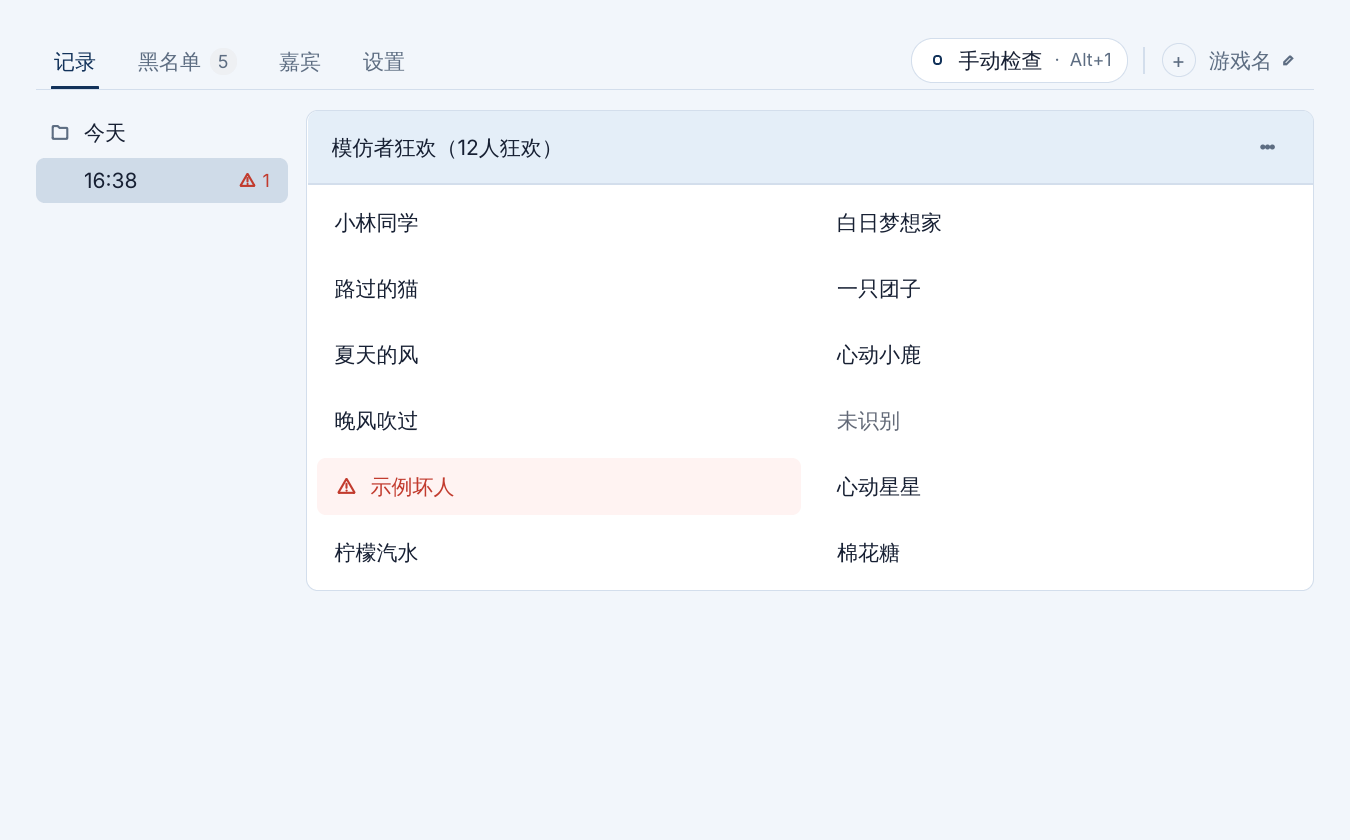 记录 黑名单 5 嘉宾 设置 手动检查 · Alt+1 + 游戏名
今天
16:38 1
模仿者狂欢（12人狂欢）
小林同学 白日梦想家
路过的猫 一只团子
夏天的风 心动小鹿
晚风吹过 未识别
示例坏人 心动星星
柠檬汽水 棉花糖